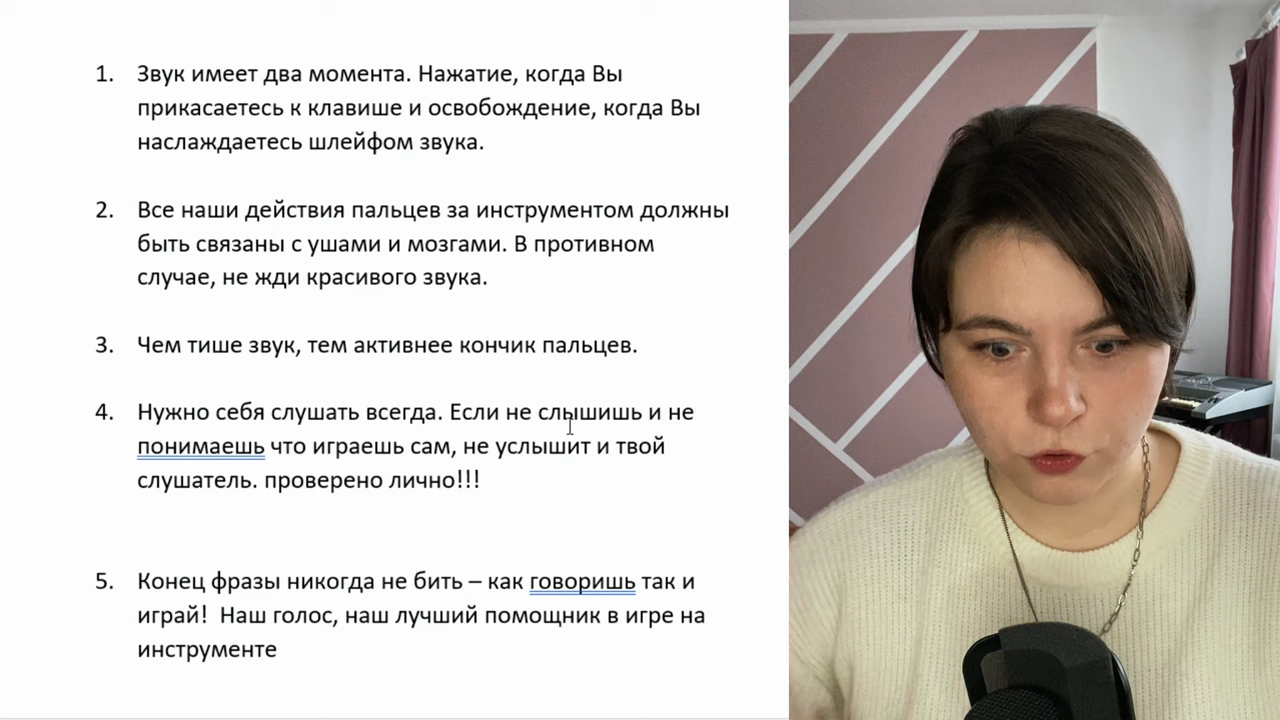 1. Звук имеет два момента. Нажатие, когда Вы
прикасаетесь к клавише и освобождение, когда Вы
наслаждаетесь шлейфом звука.
2. Все наши действия пальцев за инструментом должны
быть связаны с ушами и мозгами. В противном
случае, не жди красивого звука.
3. Чем тише звук, тем активнее кончик пальцев.
4. Нужно себя слушать всегда. Если не слышишь и не
понимаешь что играешь сам, не услышит и твой
слушатель. проверено лично!!!
5. Конец фразы никогда не бить – как говоришь так и
играй!  Наш голос, наш лучший помощник в игре на
инструменте